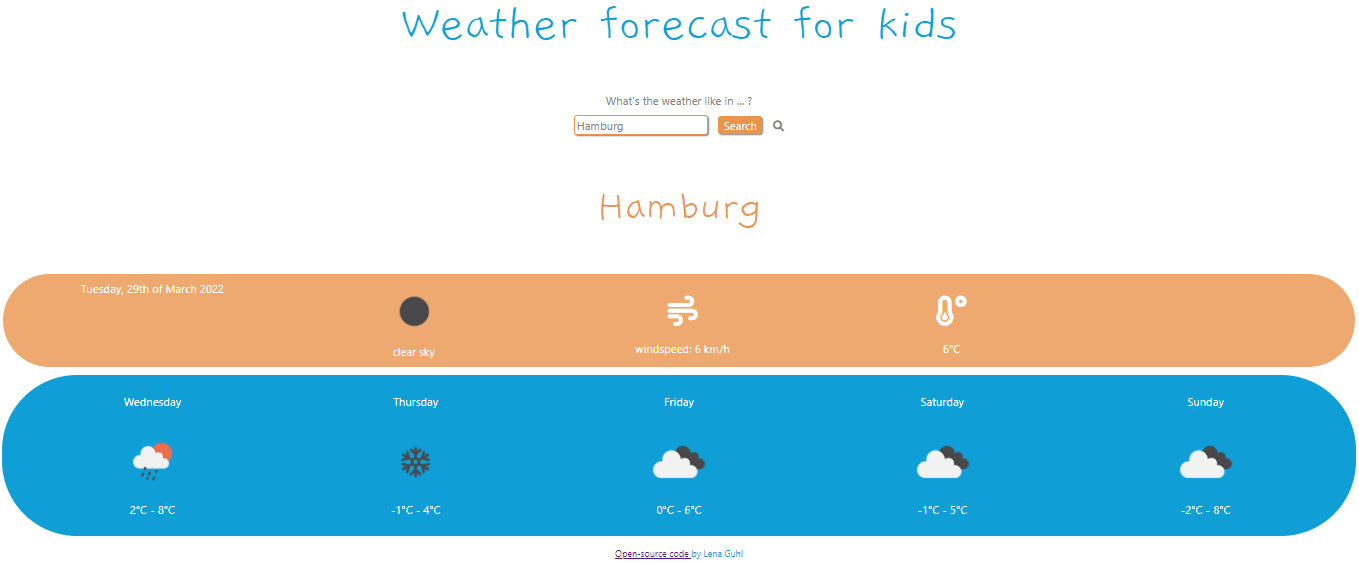 Weather forecast for kids
What's the weather like in ... ?
Hamburg
Search
Hamburg
Tuesday, 29th of March 2022
clear sky
windspeed: 6 km/h
6°C
Wednesday
Thursday
Friday
Saturday
Sunday
2°C - 8°C
-1°C - 4°C
0°C - 6°C
-1°C - 5°C
-2°C - 8°C
Open-source code by Lena Guhl